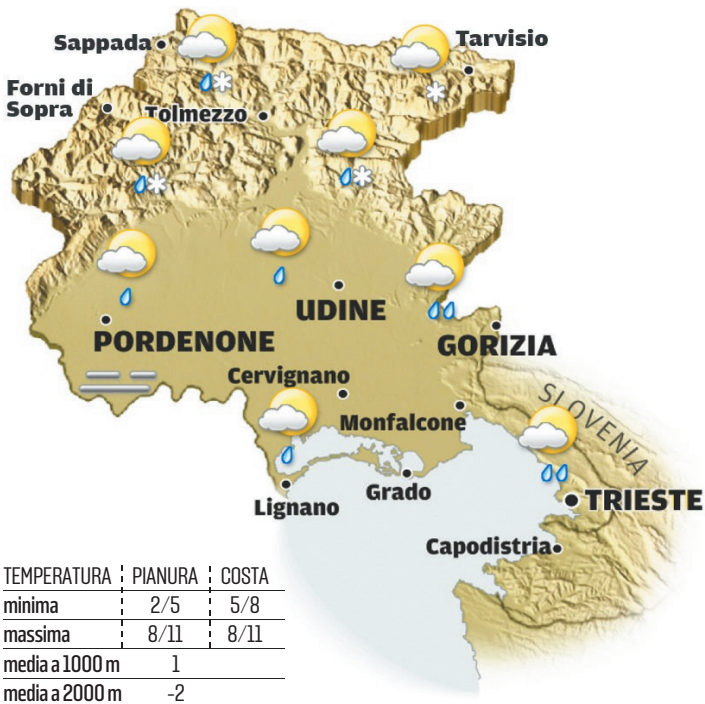 Sappada
Tarvisio
Forni di
Sopra
Tolmezzo
UDINE
PORDENONE
GORIZIA
Cervignano
SLOVENIA
Monfalcone
Grado
Lignano
TRIESTE
Capodistria
TEMPERATURA PIANURA COSTA
minima 2/5 5/8
massima 8/11 8/11
media a 1000 m 1
media a 2000 m -2